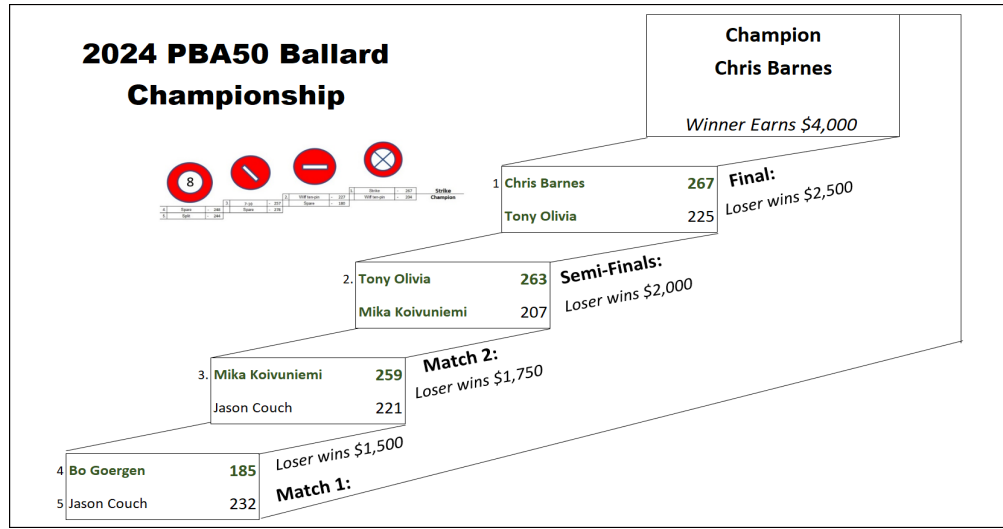 2024 PBA50 Ballard
Championship
8
Strike
Champion
Champion
Chris Barnes
Winner Earns $4,000
1 Chris Barnes 267
Tony Olivia 225
Final:
Loser wins $2,500
2. Tony Olivia 263
Mika Koivuniemi 207
Semi-Finals:
Loser wins $2,000
3. Mika Koivuniemi 259
Jason Couch 221
Match 2:
Loser wins $1,750
4 Bo Goergen 185
5 Jason Couch 232
Loser wins $1,500
Match 1: